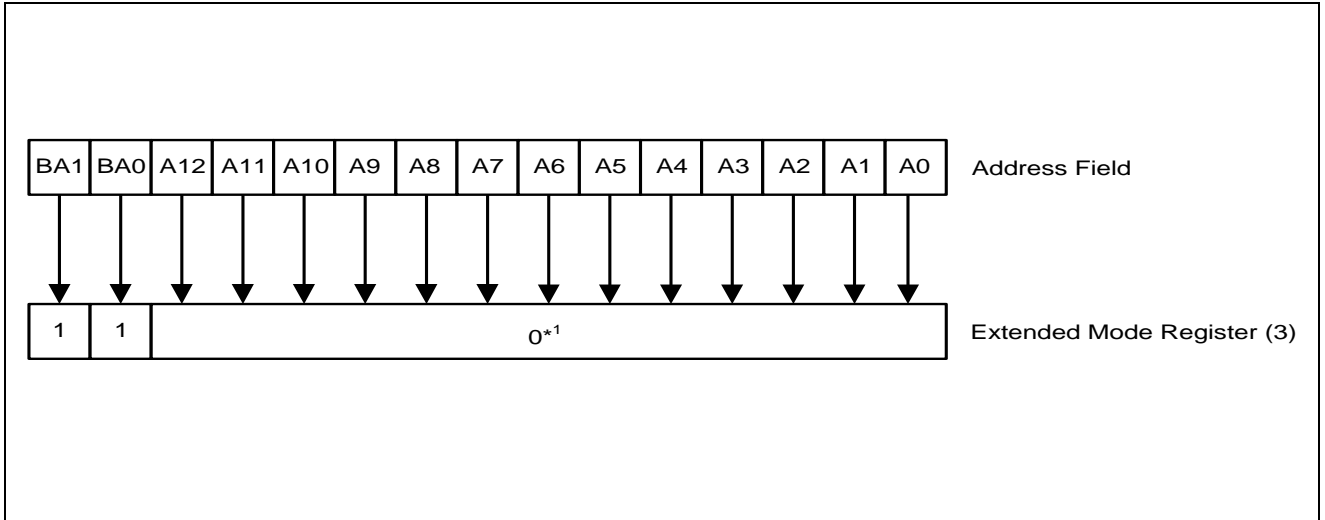 BA1 BA0 A12 A11 A10 A9 A8 A7 A6 A5 A4 A3 A2 A1 A0 Address Field
1 1 0*1 Extended Mode Register (3)